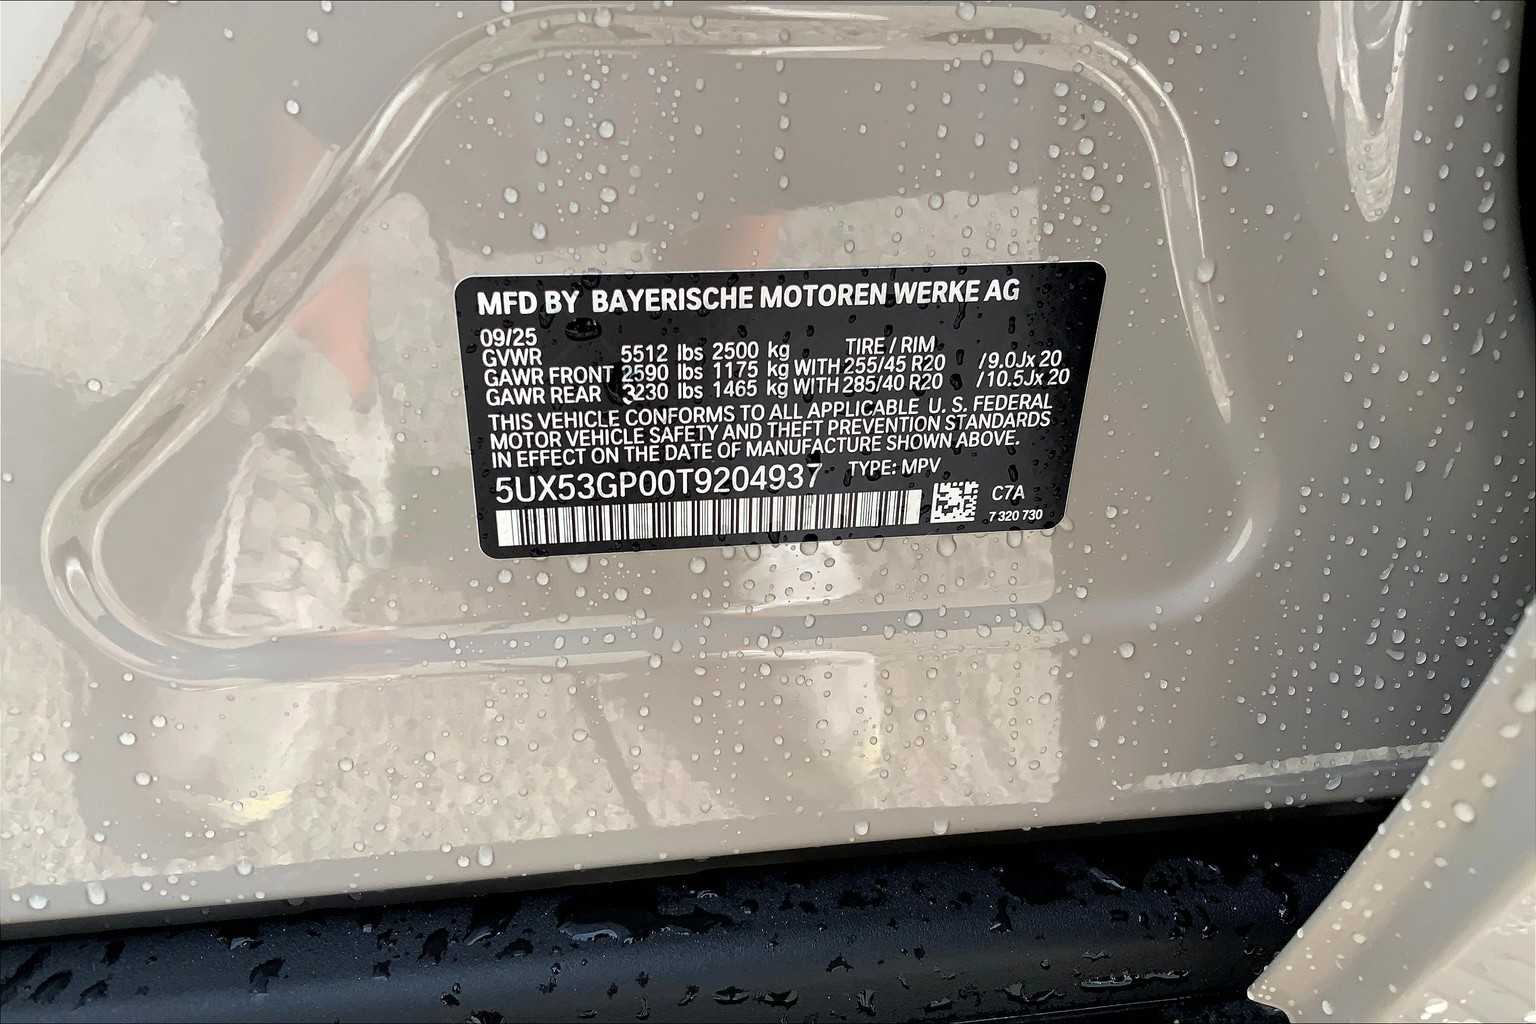 MFD BY BAYERISCHE MOTOREN WERKE AG
09/25
GVWR 5512 lbs 2500 kg TIRE / RIM
GAWR FRONT 2590 lbs 1175 kg WITH 255/45 R20 /9.0Jx 20
GAWR REAR 3230 lbs 1465 kg WITH 285/40 R20 /10.5Jx 20
THIS VEHICLE CONFORMS TO ALL APPLICABLE U. S. FEDERAL
MOTOR VEHICLE SAFETY AND THEFT PREVENTION STANDARDS
IN EFFECT ON THE DATE OF MANUFACTURE SHOWN ABOVE.
5UX53GP00T9204937 TYPE: MPV
C7A
7 320 730